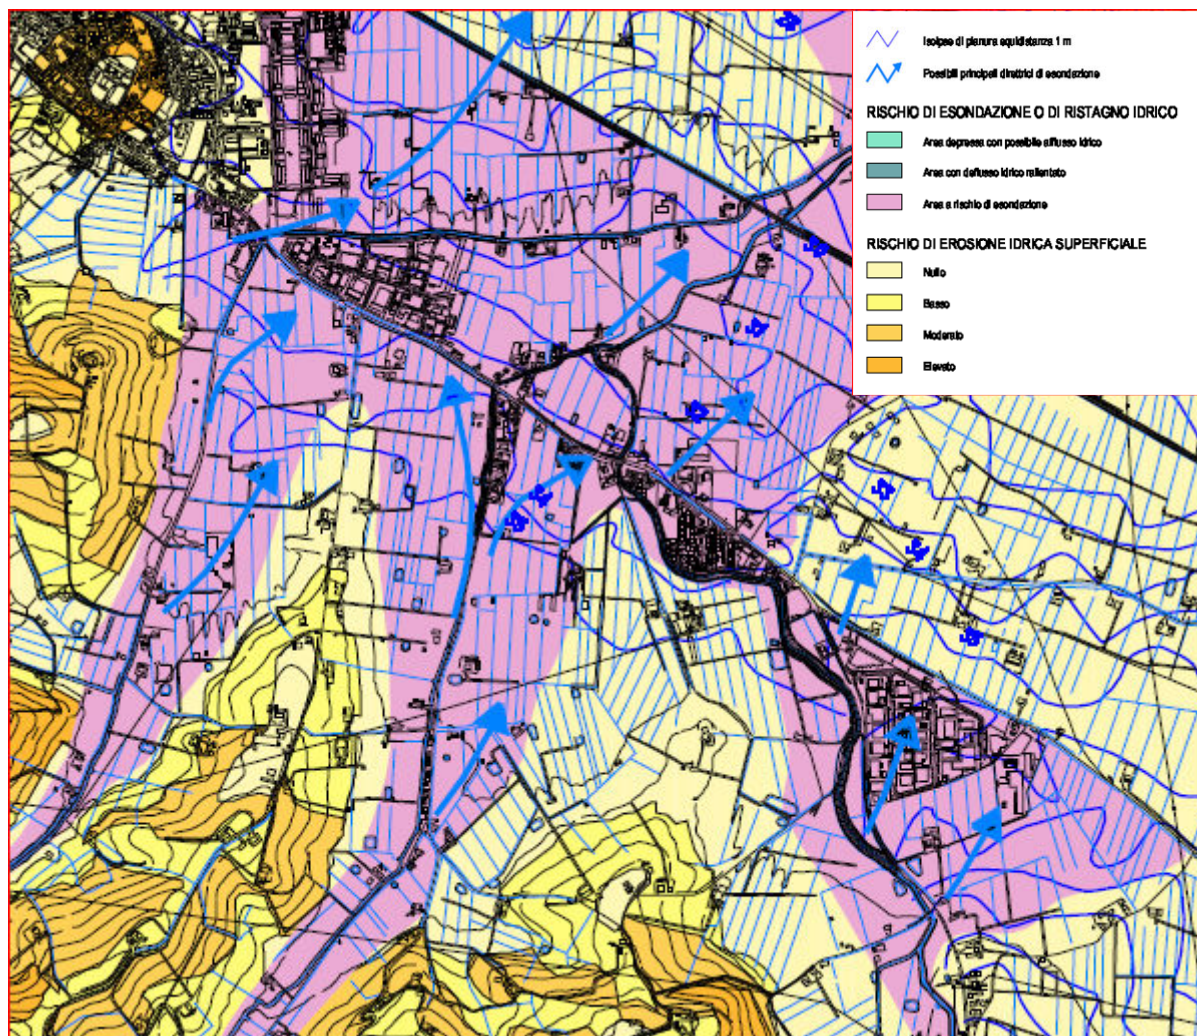 Isoipse di pianura equidistanza 1 m
Possibili principali direttrici di esondazione
RISCHIO DI ESONDAZIONE O DI RISTAGNO IDRICO
Area depressa con possibile afflusso idrico
Area con deflusso idrico rallentato
Area a rischio di esondazione
RISCHIO DI EROSIONE IDRICA SUPERFICIALE
Nullo
Basso
Moderato
Elevato